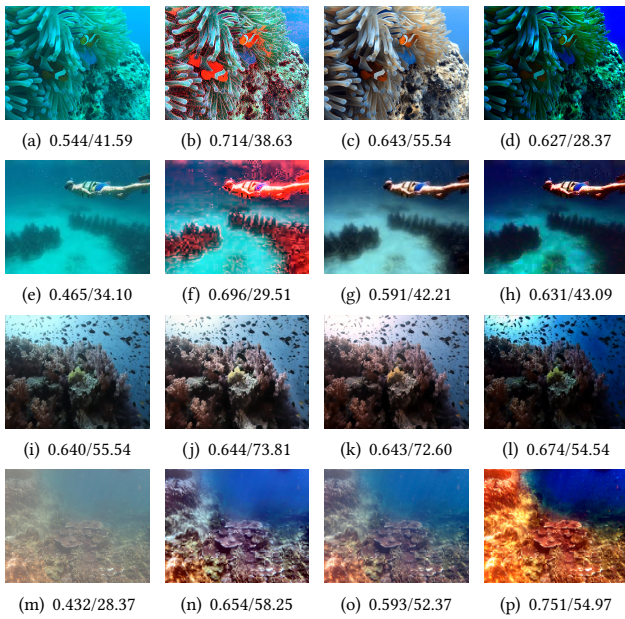 (a) 0.544/41.59
(b) 0.714/38.63
(c) 0.643/55.54
(d) 0.627/28.37
(e) 0.465/34.10
(f) 0.696/29.51
(g) 0.591/42.21
(h) 0.631/43.09
(i) 0.640/55.54
(j) 0.644/73.81
(k) 0.643/72.60
(l) 0.674/54.54
(m) 0.432/28.37
(n) 0.654/58.25
(o) 0.593/52.37
(p) 0.751/54.97